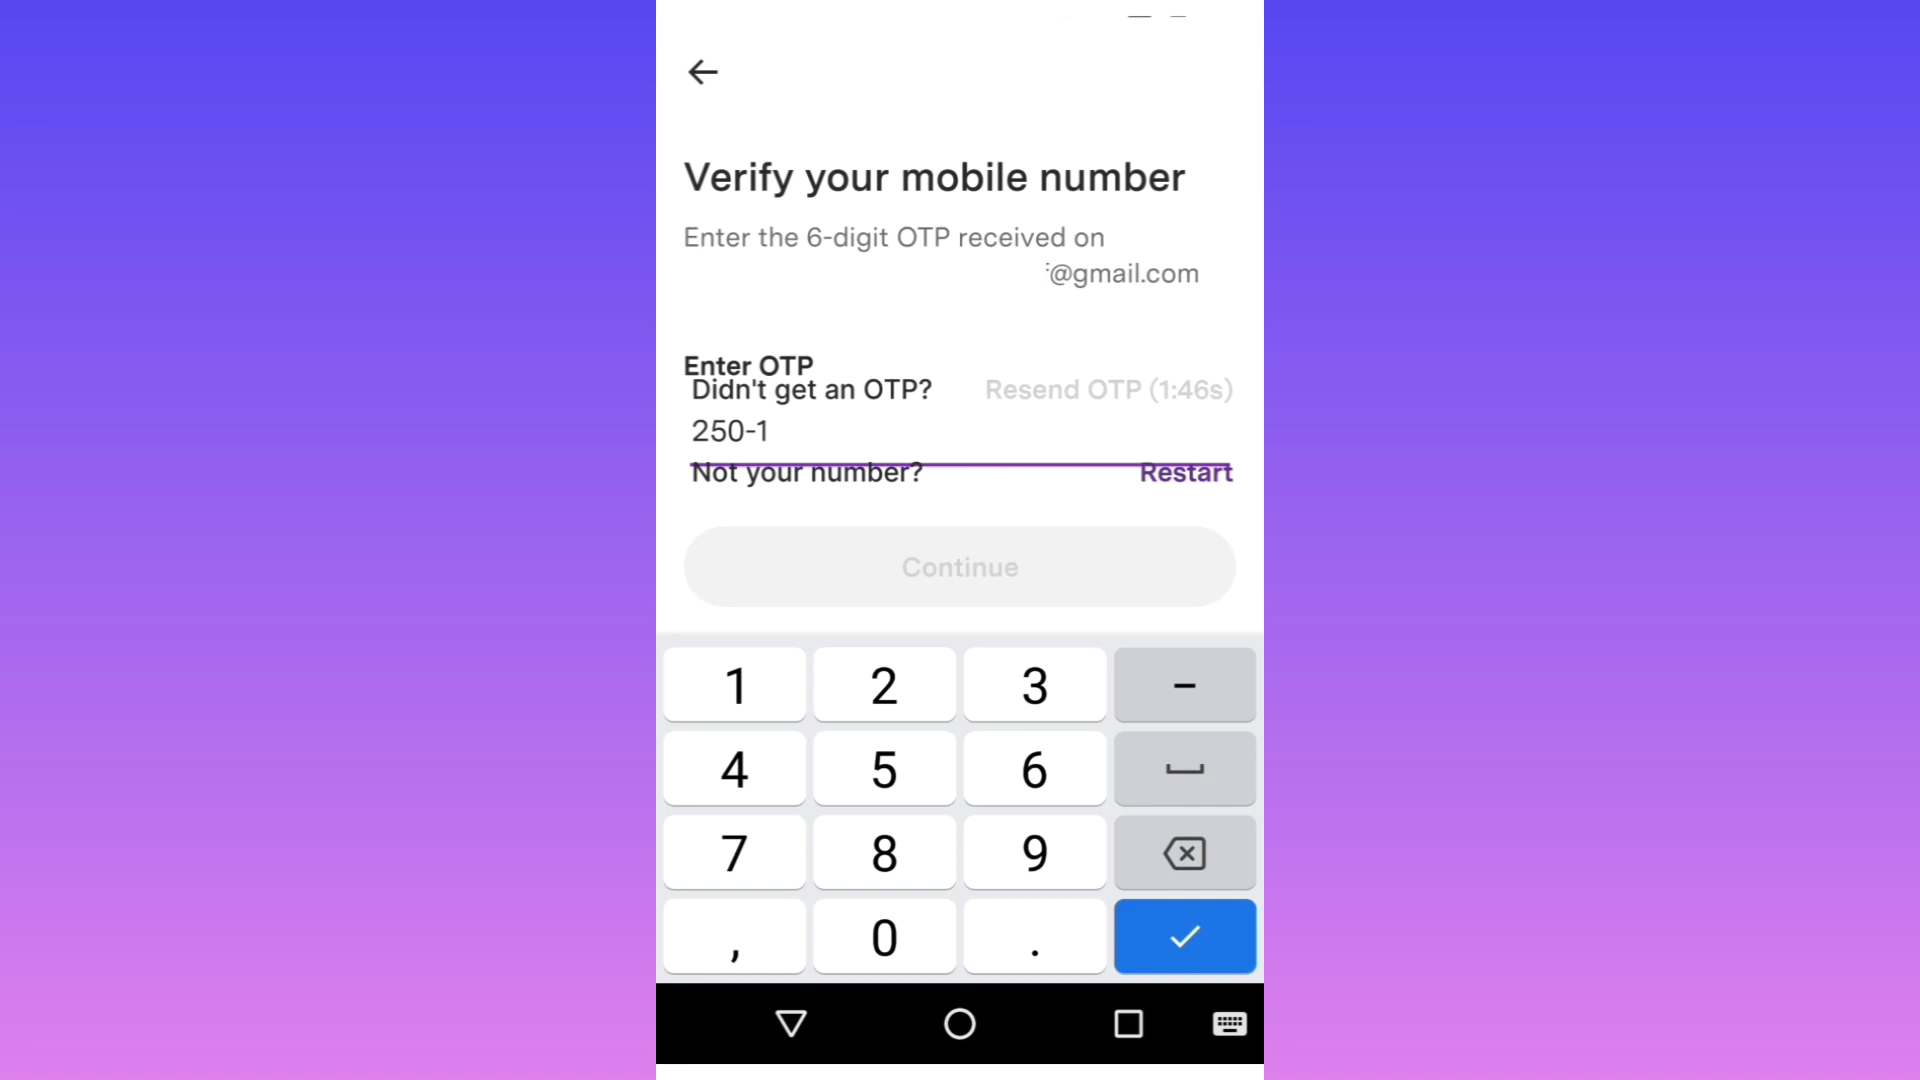 Verify your mobile number
Enter the 6-digit OTP received on
@gmail.com
Enter OTP
Didn't get an OTP? Resend OTP (1:46s)
250-1
Not your number? Restart
Continue
1 2 3 -
4 5 6
7 8 9
, 0 .